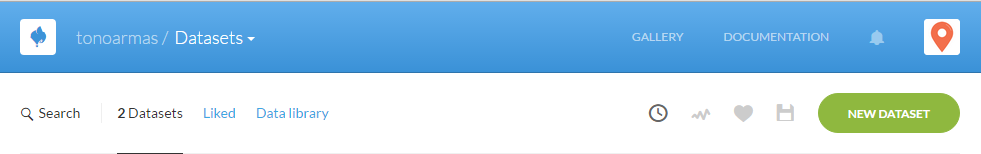 tonoarmas / Datasets GALLERY DOCUMENTATION
Search 2 Datasets Liked Data library NEW DATASET